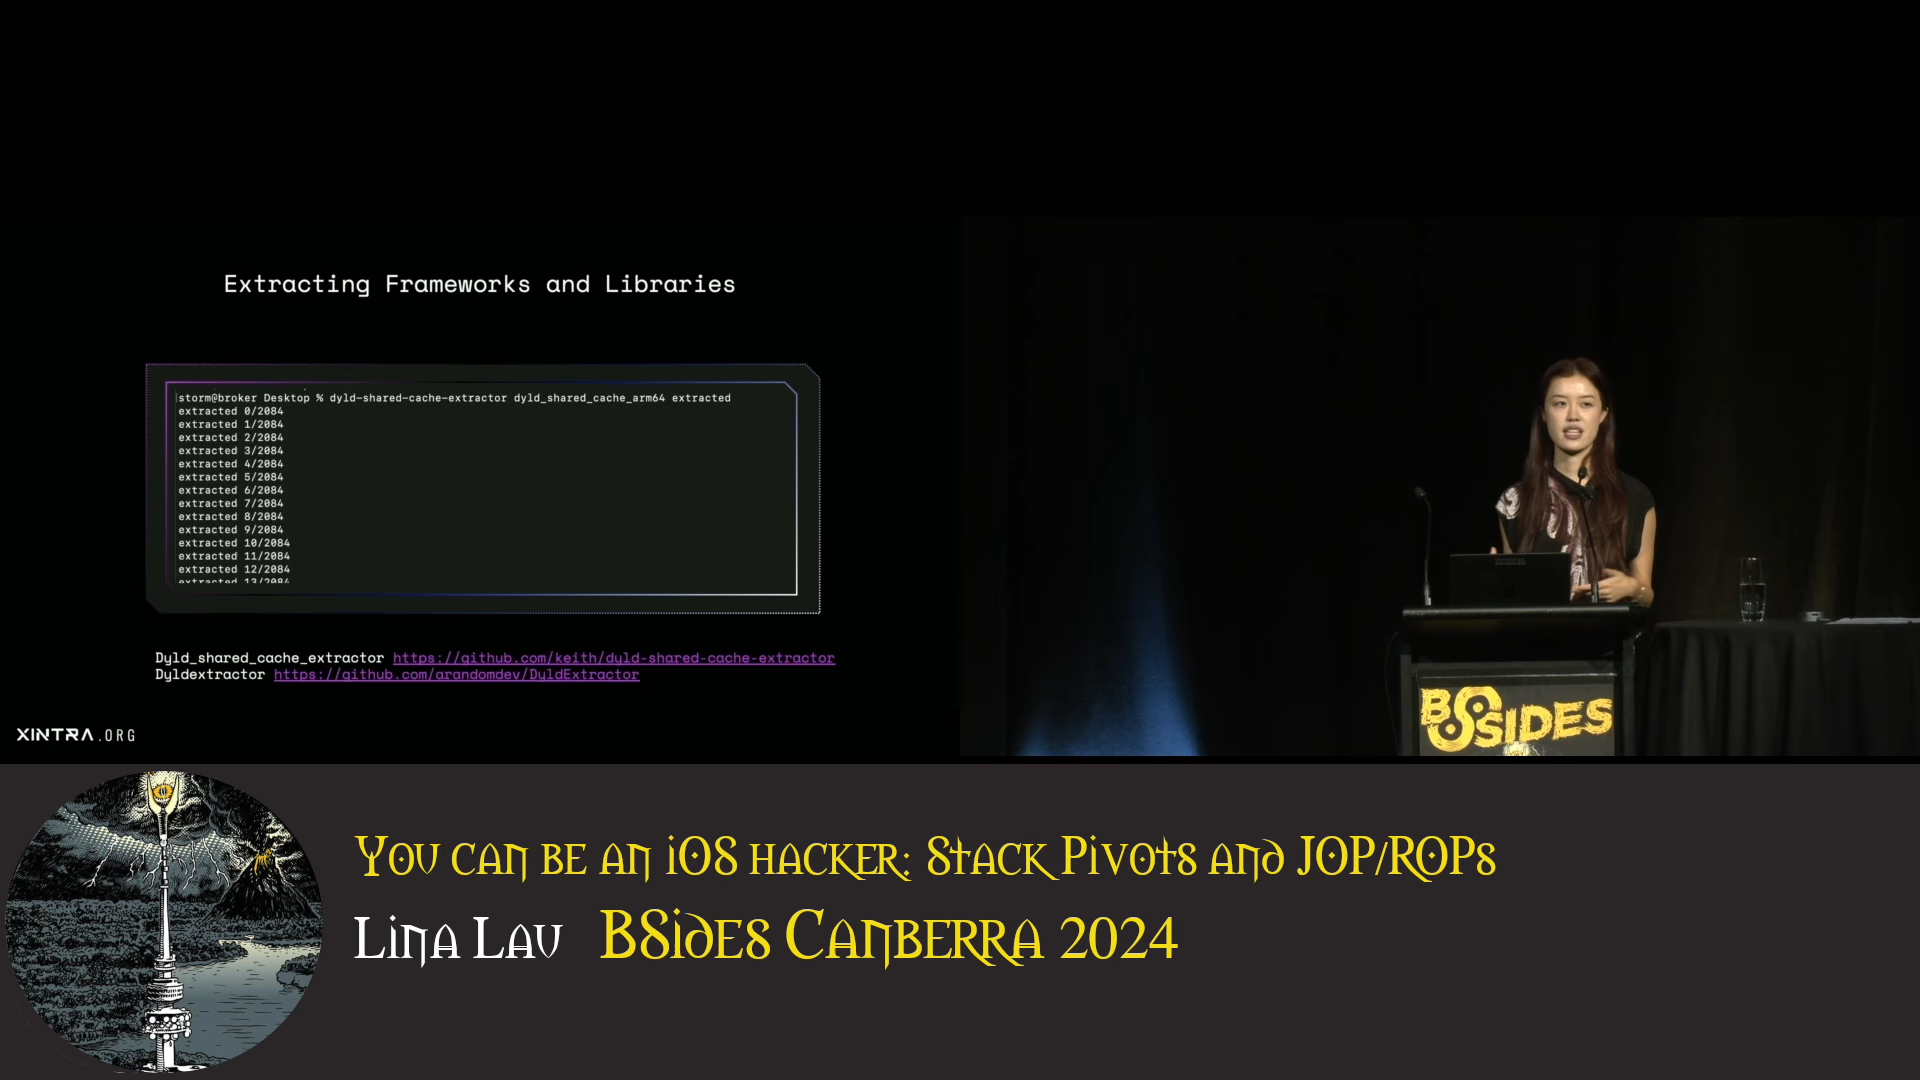 Extracting Frameworks and Libraries
storm@broker Desktop % dyld-shared-cache-extractor dyld_shared_cache_arm64 extracted
extracted 0/2084
extracted 1/2084
extracted 2/2084
extracted 3/2084
extracted 4/2084
extracted 5/2084
extracted 6/2084
extracted 7/2084
extracted 8/2084
extracted 9/2084
extracted 10/2084
extracted 11/2084
extracted 12/2084
extracted 13/2084
Dyld_shared_cache_extractor https://github.com/keith/dyld-shared-cache-extractor
Dyldextractor https://github.com/arandomdev/DyldExtractor
XINTRA.ORG
BSIDES
You can be an iOS hacker: Stack Pivots and JOP/ROPs
Lina Lau BSides Canberra 2024